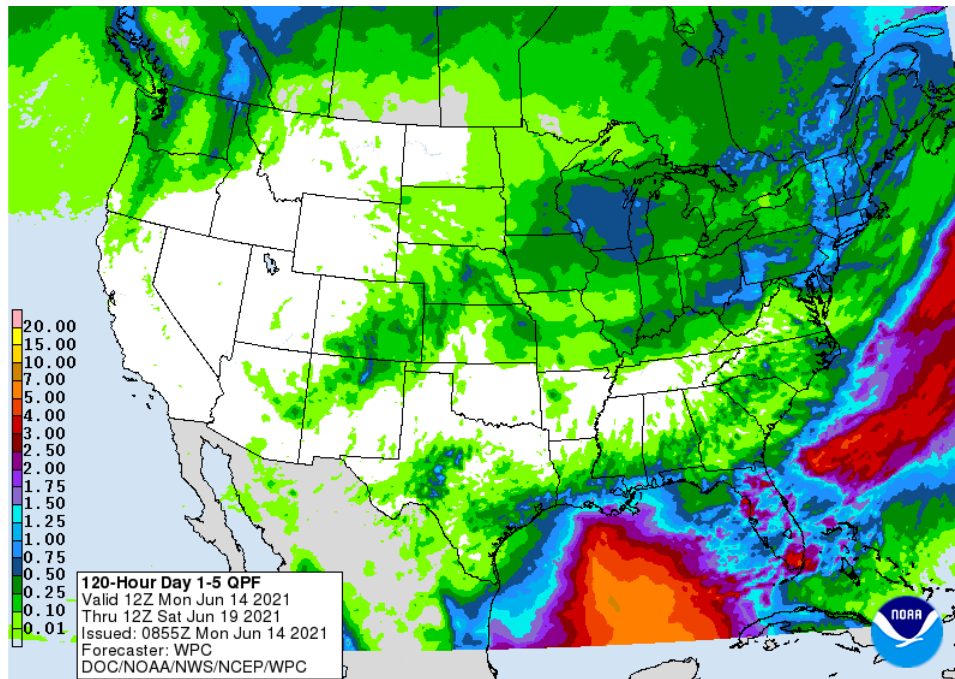 20.00
15.00
10.00
7.00
5.00
4.00
3.00
2.50
2.00
1.75
1.50
1.25
1.00
0.75
0.50
0.25
0.10
0.01
120-Hour Day 1-5 QPF
Valid 12Z Mon Jun 14 2021
Thru 12Z Sat Jun 19 2021
Issued: 0855Z Mon Jun 14 2021
Forecaster: WPC
DOC/NOAA/NWS/NCEP/WPC
NOAA